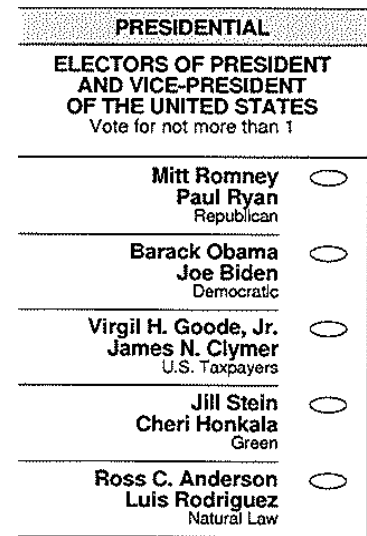 PRESIDENTIAL
ELECTORS OF PRESIDENT
AND VICE-PRESIDENT
OF THE UNITED STATES
Vote for not more than 1
Mitt Romney
Paul Ryan
Republican
Barack Obama
Joe Biden
Democratic
Virgil H. Goode, Jr.
James N. Clymer
U.S. Taxpayers
Jill Stein
Cheri Honkala
Green
Ross C. Anderson
Luis Rodriguez
Natural Law